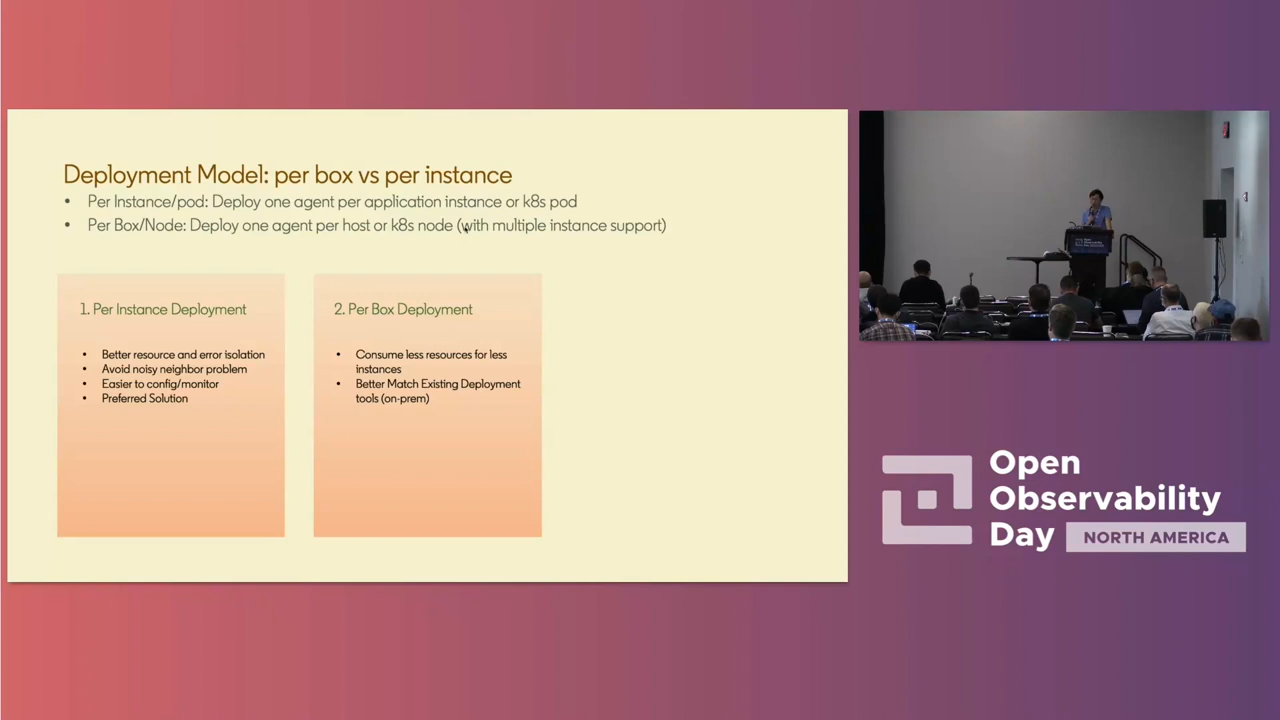 Deployment Model: per box vs per instance
• Per Instance/pod: Deploy one agent per application instance or k8s pod
• Per Box/Node: Deploy one agent per host or k8s node (with multiple instance support)
1. Per Instance Deployment
• Better resource and error isolation
• Avoid noisy neighbor problem
• Easier to config/monitor
• Preferred Solution
2. Per Box Deployment
• Consume less resources for less
instances
• Better Match Existing Deployment
tools (on-prem)
Open
Observability
Day
NORTH AMERICA